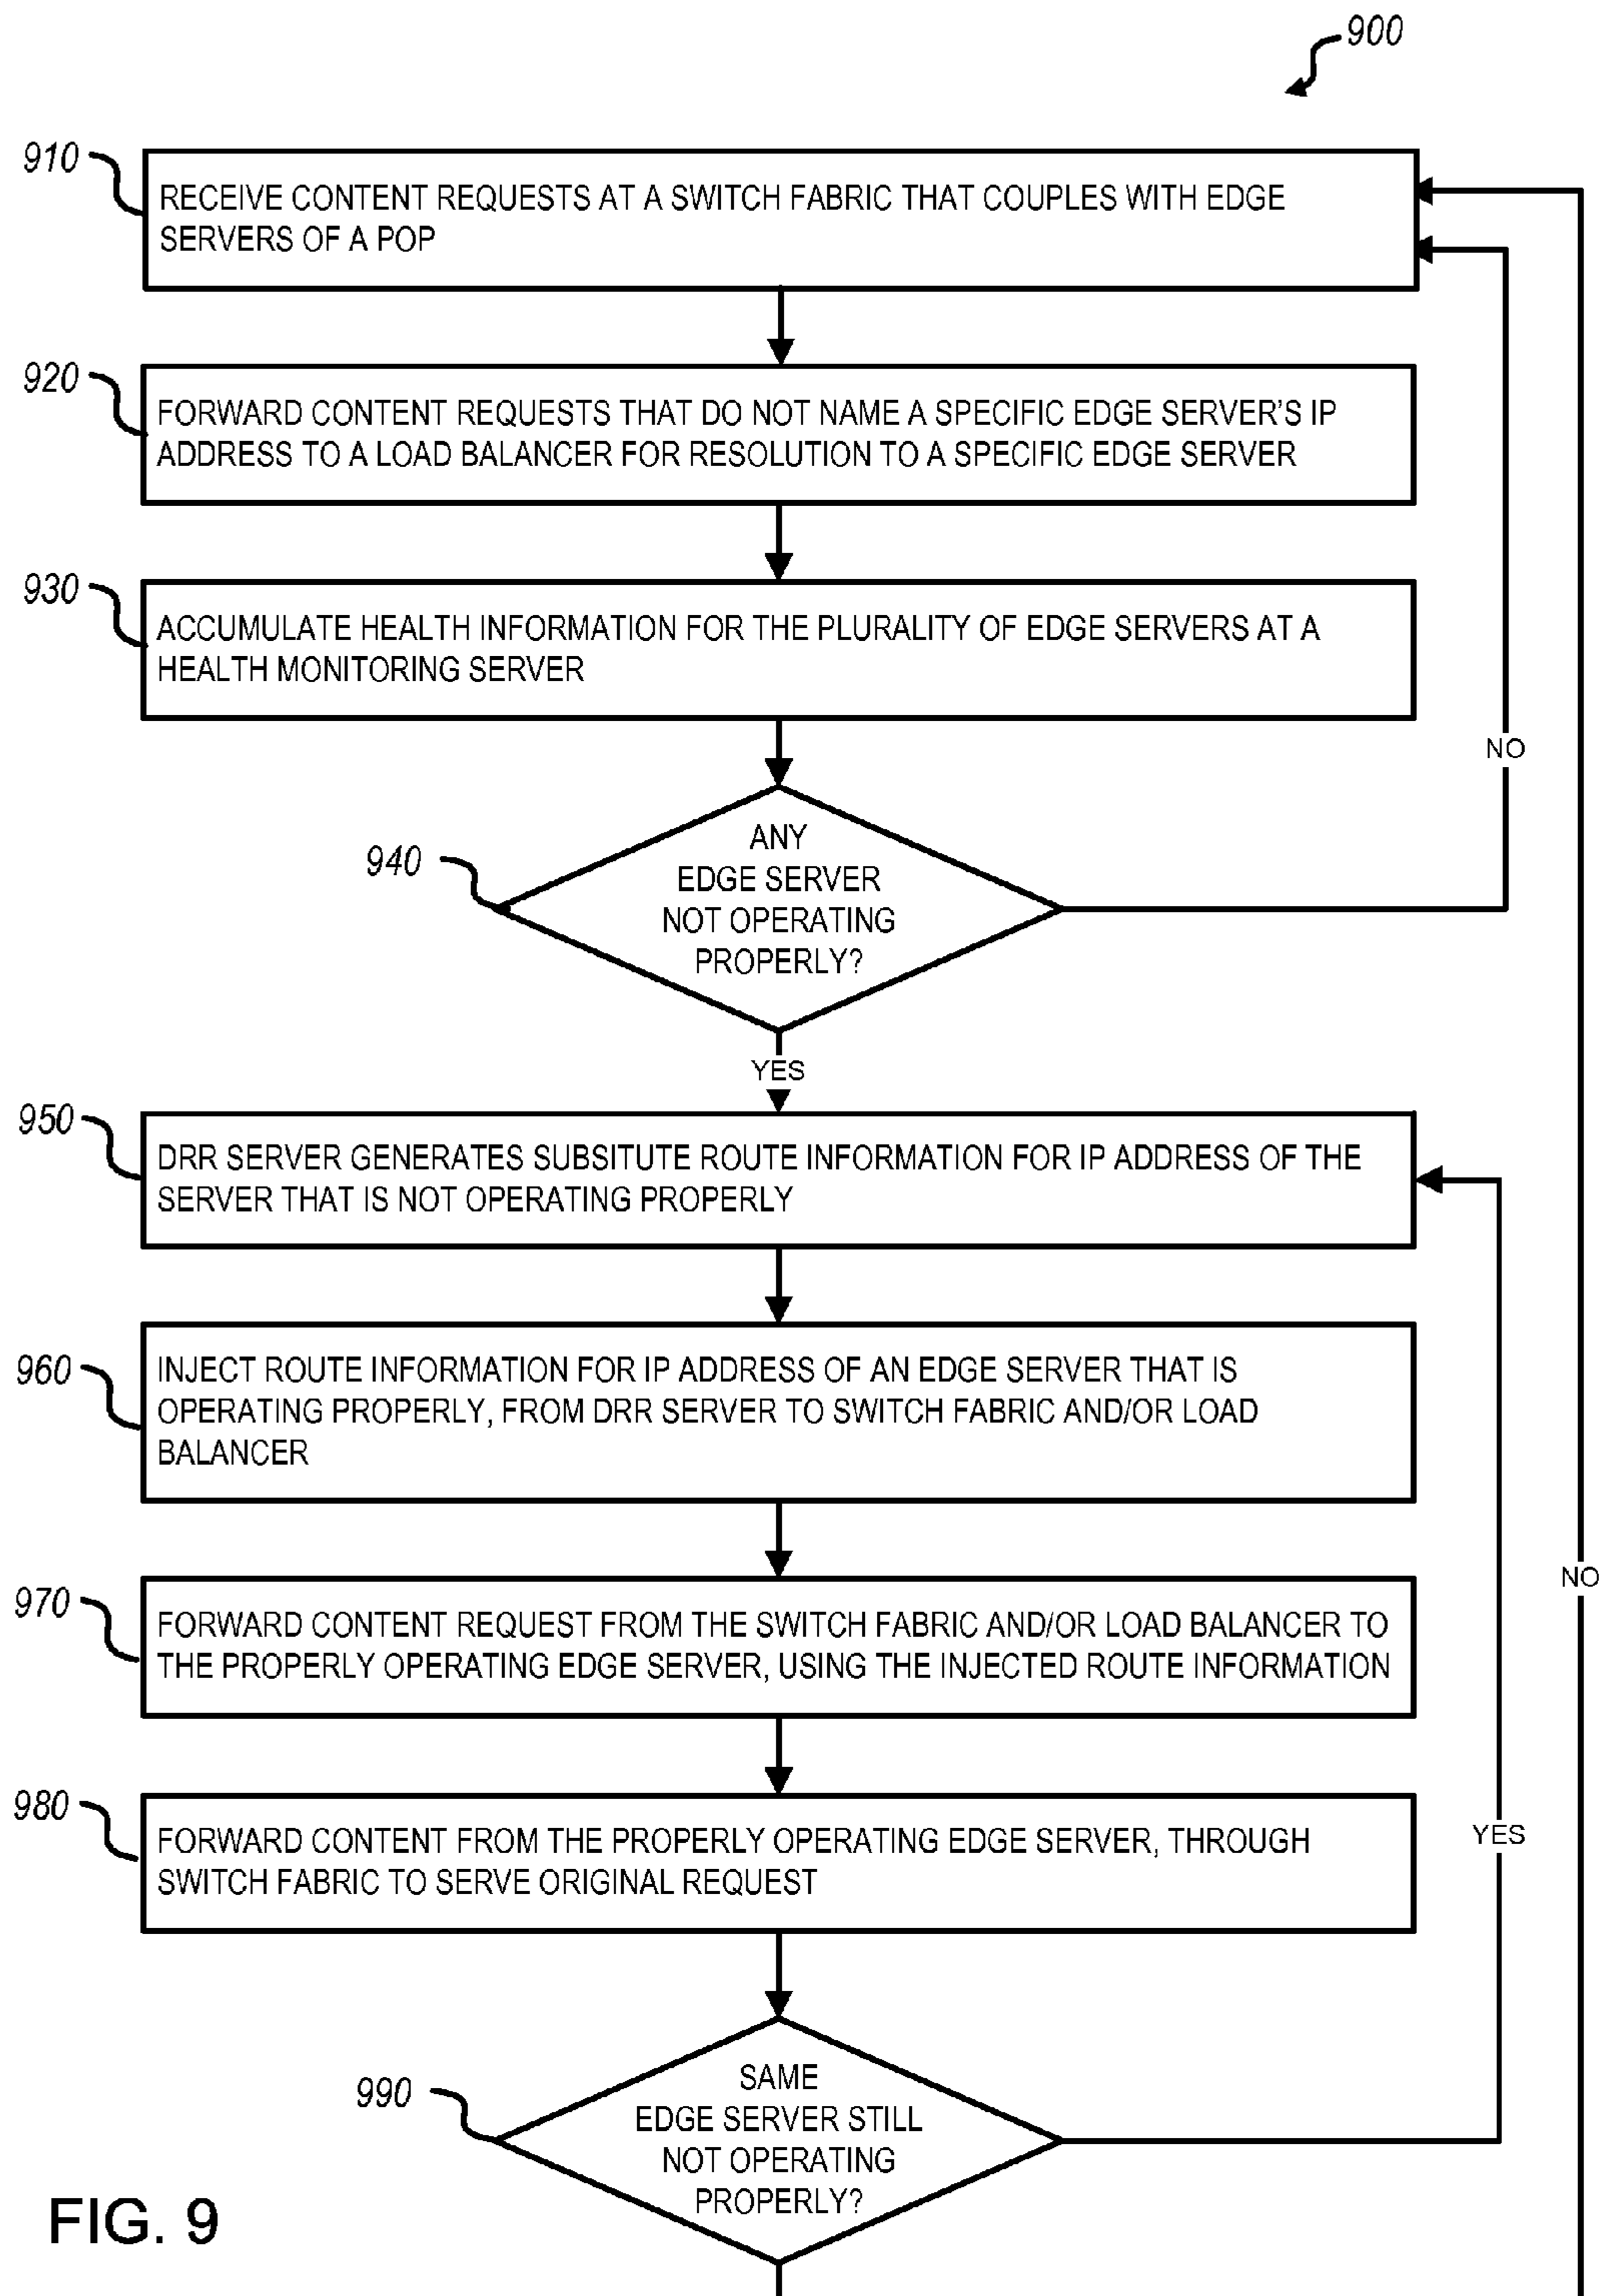 900
910
RECEIVE CONTENT REQUESTS AT A SWITCH FABRIC THAT COUPLES WITH EDGE
SERVERS OF A POP
920
FORWARD CONTENT REQUESTS THAT DO NOT NAME A SPECIFIC EDGE SERVER'S IP
ADDRESS TO A LOAD BALANCER FOR RESOLUTION TO A SPECIFIC EDGE SERVER
930
ACCUMULATE HEALTH INFORMATION FOR THE PLURALITY OF EDGE SERVERS AT A
HEALTH MONITORING SERVER
NO
940
ANY
EDGE SERVER
NOT OPERATING
PROPERLY?
YES
950
DRR SERVER GENERATES SUBSITUTE ROUTE INFORMATION FOR IP ADDRESS OF THE
SERVER THAT IS NOT OPERATING PROPERLY
960
INJECT ROUTE INFORMATION FOR IP ADDRESS OF AN EDGE SERVER THAT IS
OPERATING PROPERLY, FROM DRR SERVER TO SWITCH FABRIC AND/OR LOAD
BALANCER
NO
970
FORWARD CONTENT REQUEST FROM THE SWITCH FABRIC AND/OR LOAD BALANCER TO
THE PROPERLY OPERATING EDGE SERVER, USING THE INJECTED ROUTE INFORMATION
980
FORWARD CONTENT FROM THE PROPERLY OPERATING EDGE SERVER, THROUGH
SWITCH FABRIC TO SERVE ORIGINAL REQUEST
YES
990
SAME
EDGE SERVER STILL
NOT OPERATING
PROPERLY?
FIG. 9